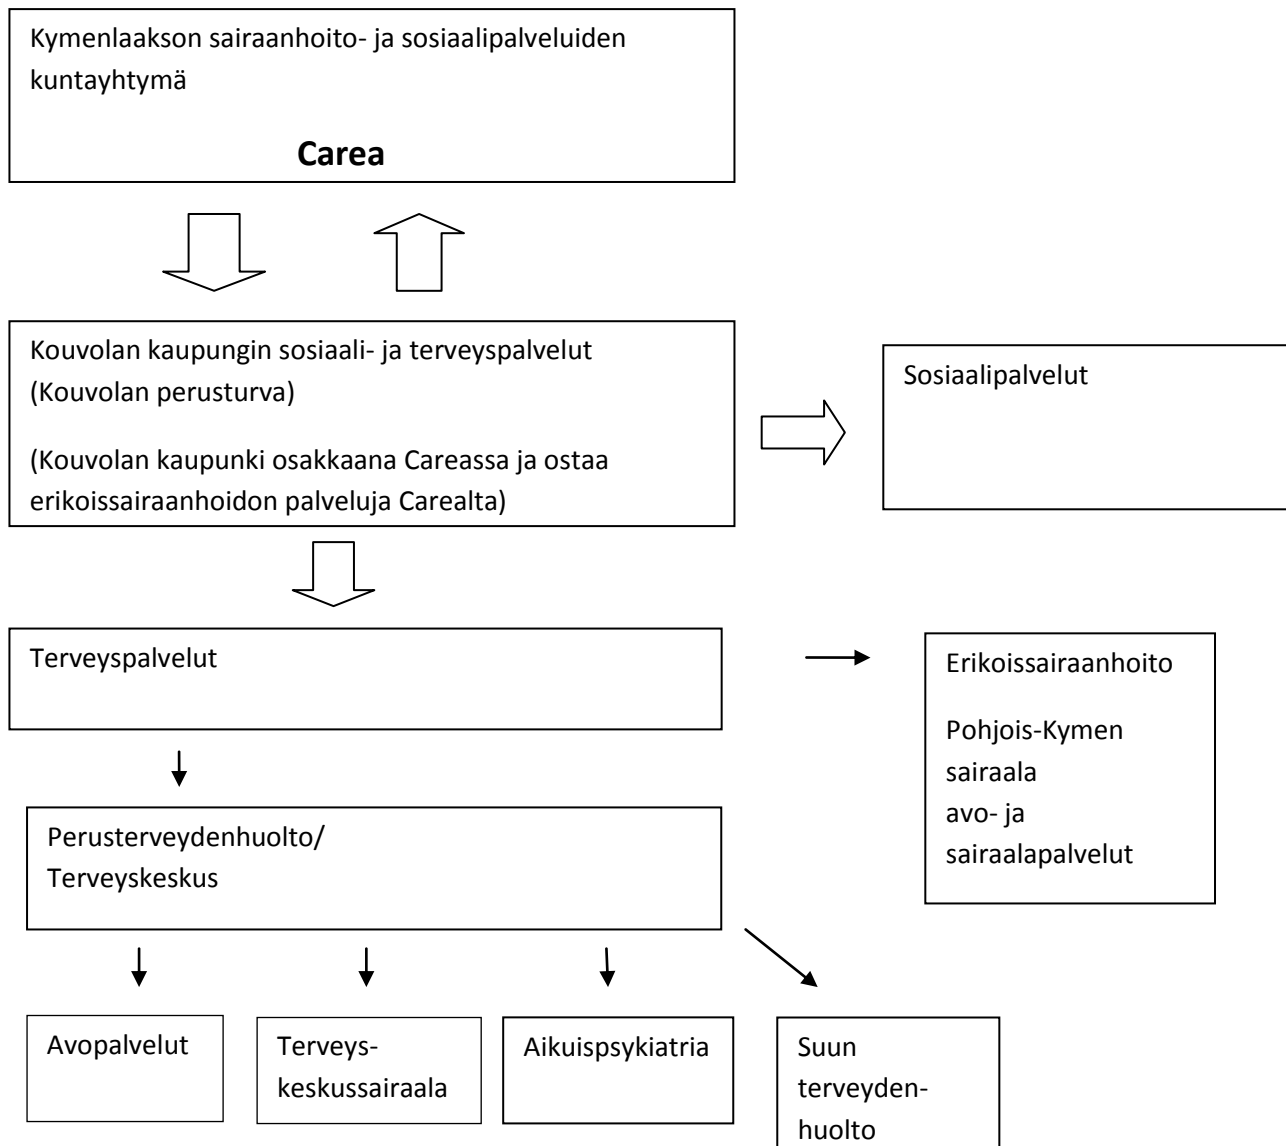 Kymenlaakson sairaanhoito- ja sosiaalipalveluiden
kuntayhtymä
Carea
Kouvolan kaupungin sosiaali- ja terveyspalvelut
(Kouvolan perusturva)
(Kouvolan kaupunki osakkaana Careassa ja ostaa
erikoissairaanhoidon palveluja Carealta)
Sosiaalipalvelut
Terveyspalvelut
Erikoissairaanhoito
Pohjois-Kymen
sairaala
avo- ja
sairaalapalvelut
Perusterveydenhuolto/
Terveyskeskus
Avopalvelut
Terveys-
keskussairaala
Aikuispsykiatria
Suun
terveyden-
huolto